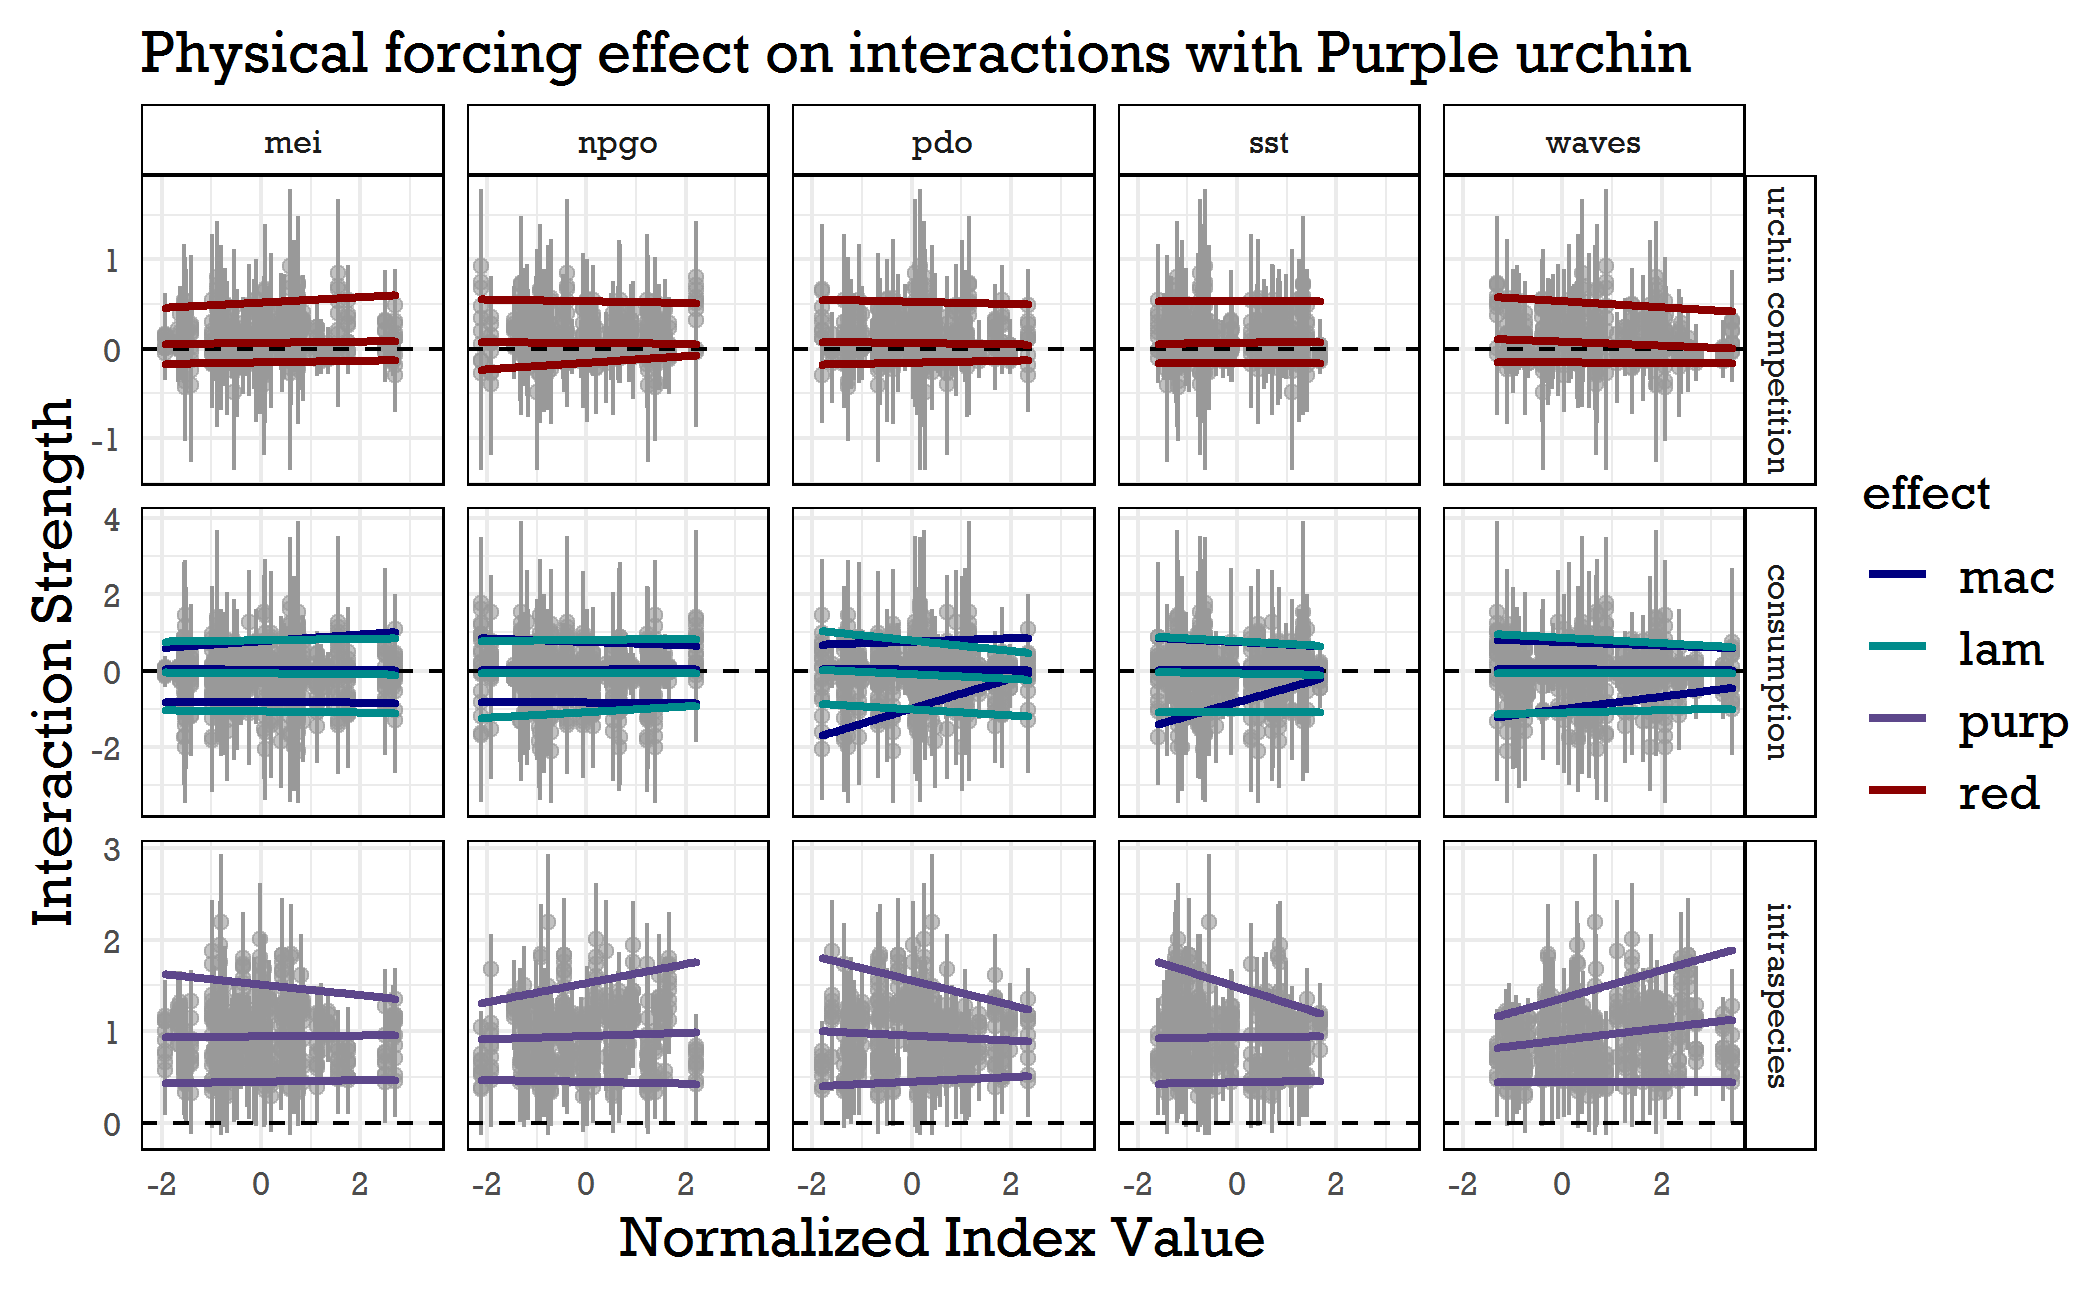 Physical forcing effect on interactions with Purple urchin
mei
npgo
pdo
sst
waves
Interaction Strength
1
0
-1
urchin competition
4
2
0
-2
consumption
3
2
1
0
intraspecies
-2 0 2
-2 0 2
-2 0 2
-2 0 2
-2 0 2
Normalized Index Value
effect
mac
lam
purp
red